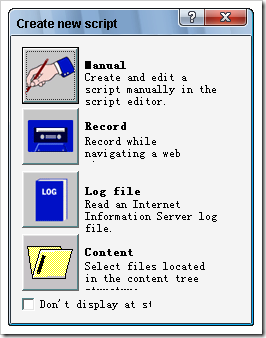 Create new script
Manual
Create and edit a
script manually in the
script editor.
Record
Record while
navigating a web
LOG
Log file
Read an Internet
Information Server log
file.
Content
Select files located
in the content tree
Don't display at st